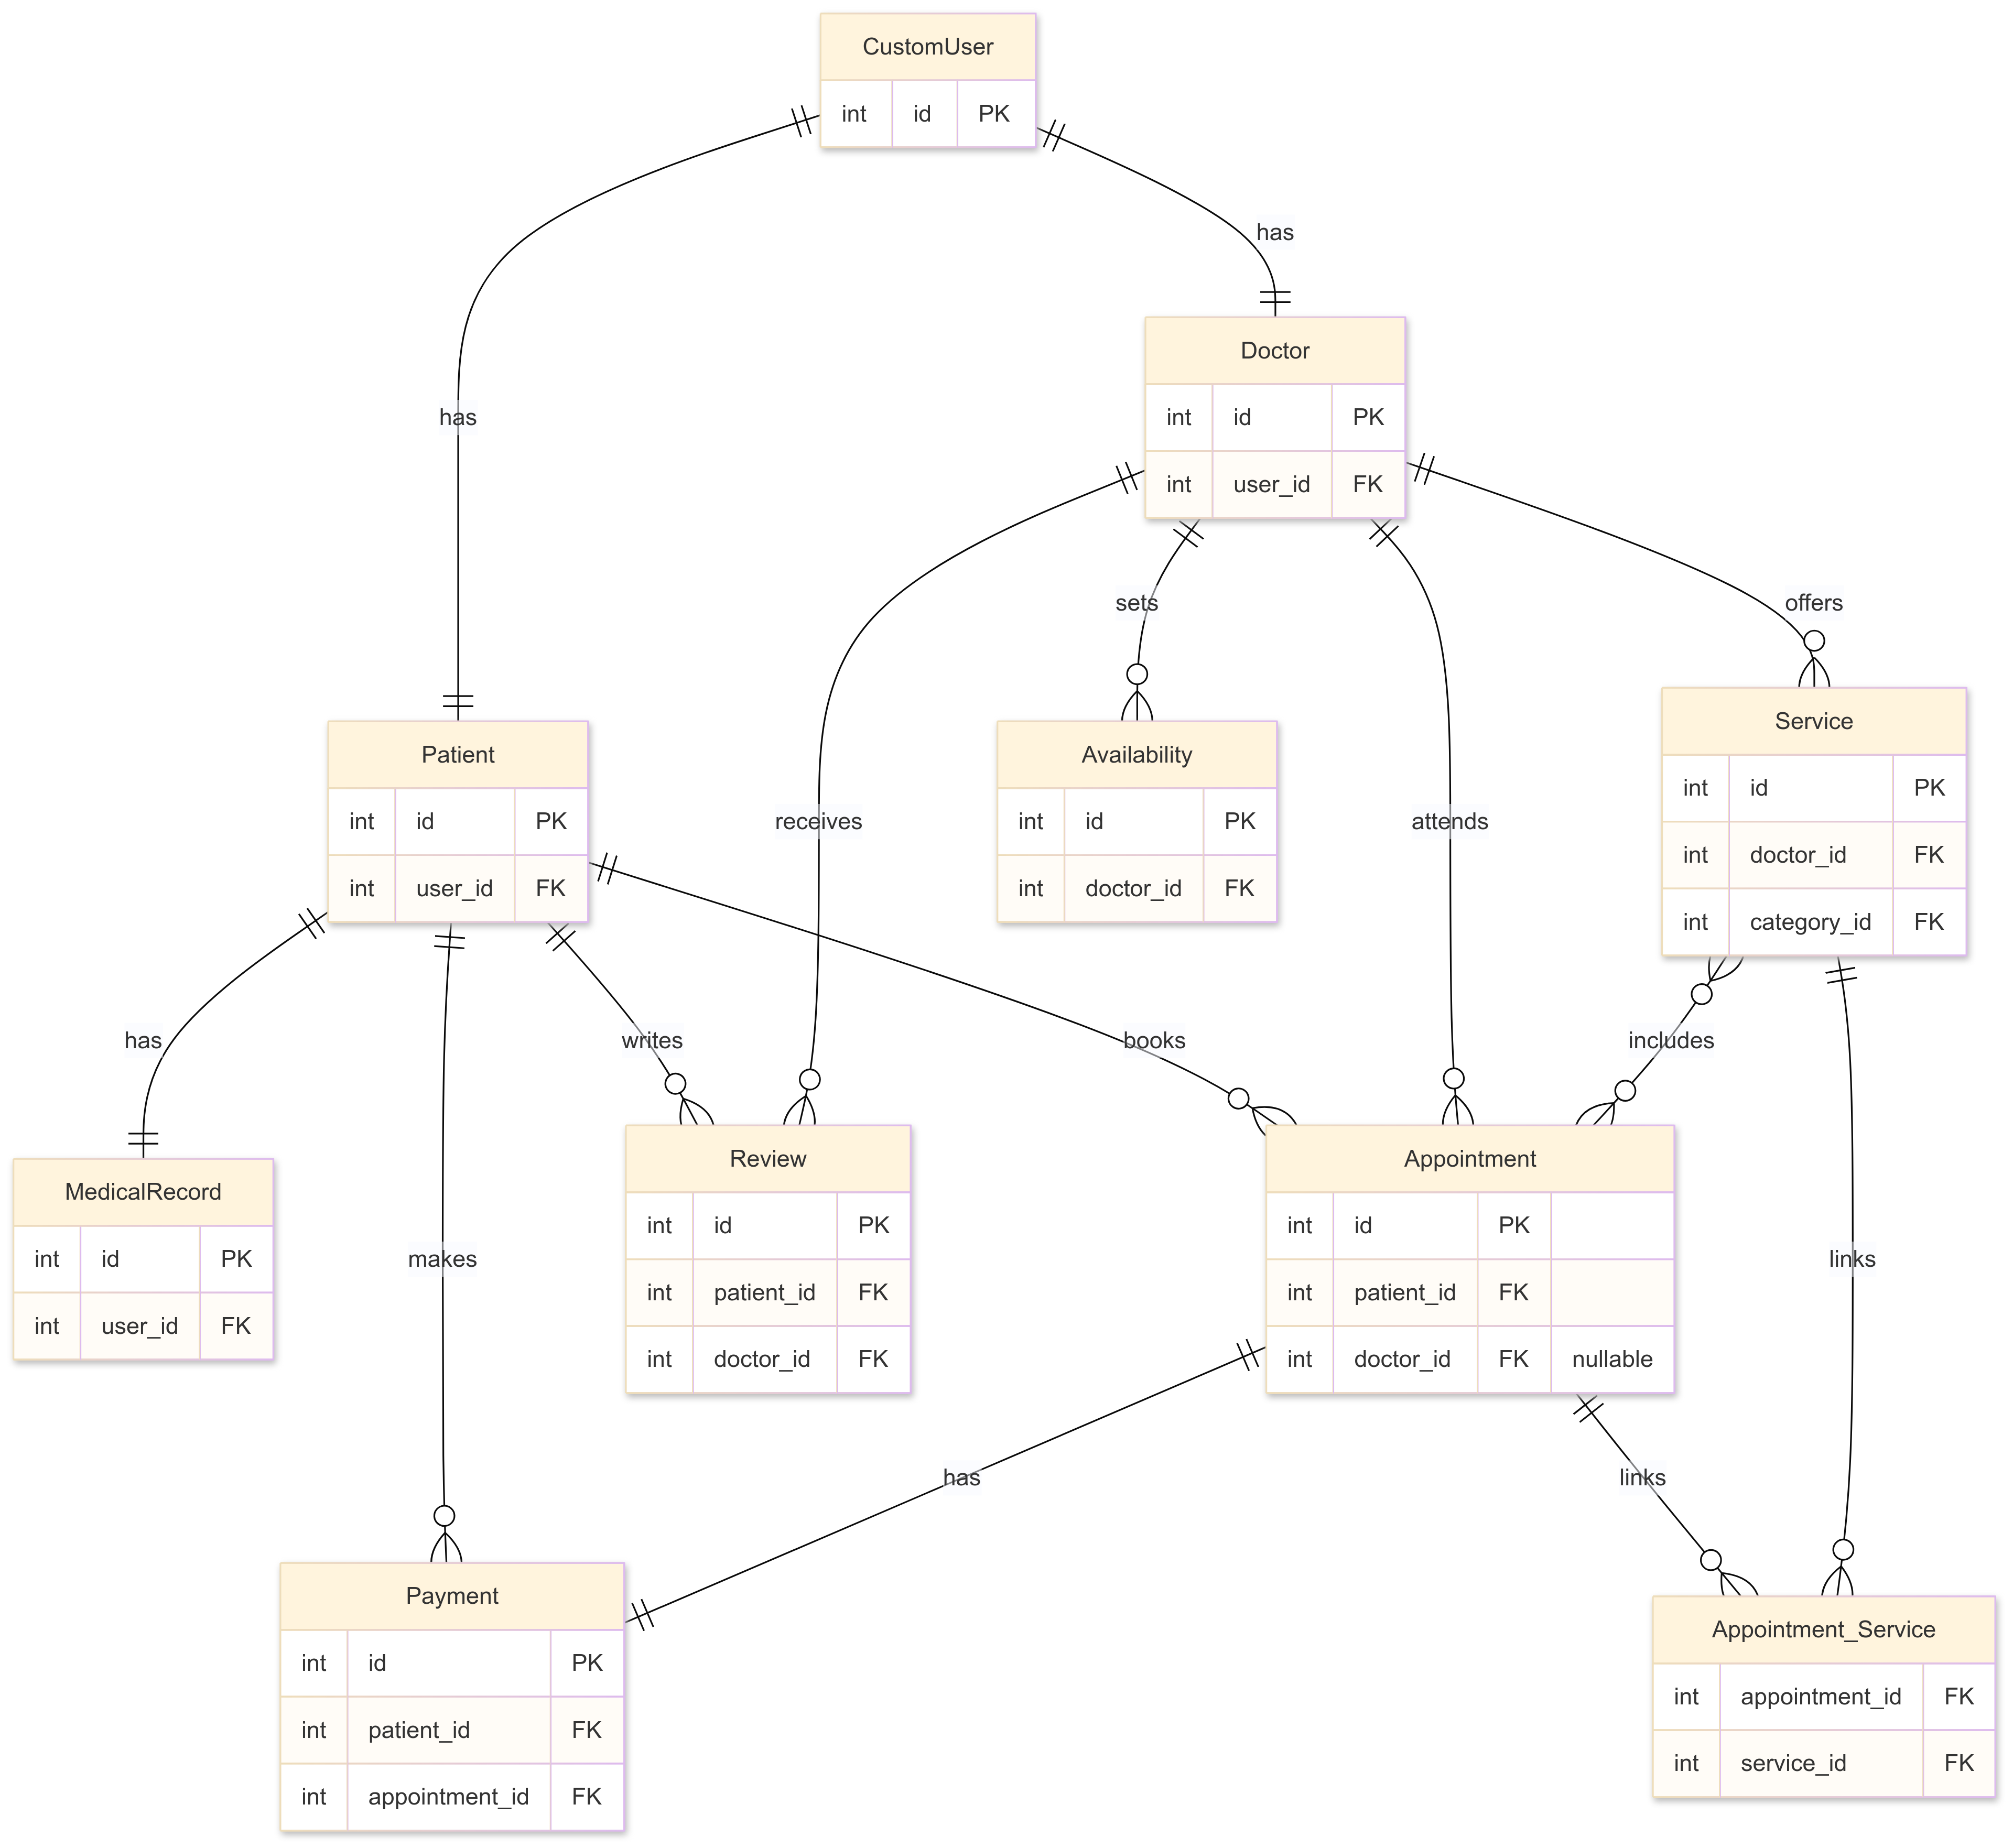 CustomUser
int id PK
has
Doctor
int id PK
int user_id FK
has
sets
offers
Patient
int id PK
int user_id FK
receives
Availability
int id PK
int doctor_id FK
attends
Service
int id PK
int doctor_id FK
int category_id FK
has
writes
books
includes
MedicalRecord
int id PK
int user_id FK
makes
Review
int id PK
int patient_id FK
int doctor_id FK
Appointment
int id PK
int patient_id FK
int doctor_id FK nullable
links
has
links
Payment
int id PK
int patient_id FK
int appointment_id FK
Appointment_Service
int appointment_id FK
int service_id FK